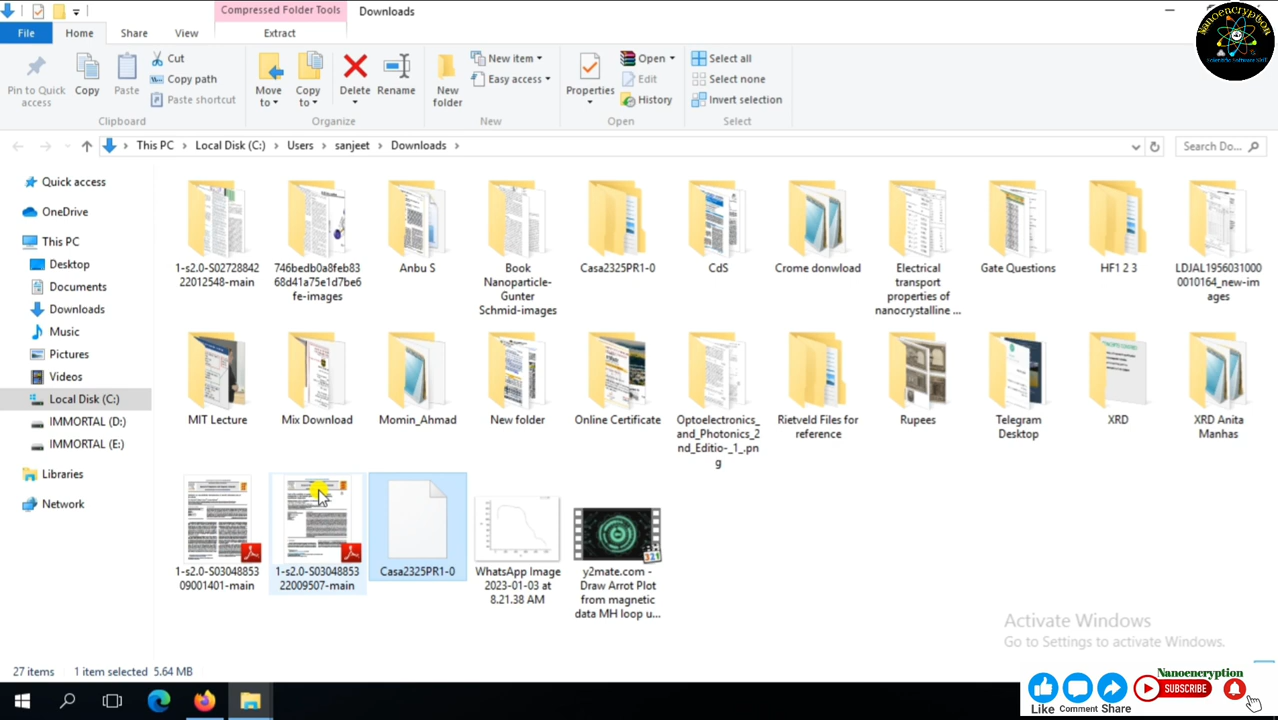 Compressed Folder Tools
Downloads
File
Home
Share
View
Extract
Pin to Quick access
Copy
Paste
Cut
Copy path
Paste shortcut
Clipboard
Move to
Copy to
Delete
Rename
Organize
New folder
New item
Easy access
New
Properties
Open
Edit
History
Open
Select all
Select none
Invert selection
Select
Nanoencryption
This PC
Local Disk (C:)
Users
sanjeet
Downloads
Search Do...
Quick access
OneDrive
This PC
Desktop
Documents
Downloads
Music
Pictures
Videos
Local Disk (C:)
IMMORTAL (D:)
IMMORTAL (E:)
Libraries
Network
1-s2.0-S02728842
22012548-main
746bedb0a8feb83
68d41a75e1d7be6
fe-images
Anbu S
Book
Nanoparticle-
Gunter
Schmid-images
Casa2325PR1-0
CdS
Crome donwload
Electrical
transport
properties of
nanocrystalline ...
Gate Questions
HF1 2 3
LDJAL1956031000
0010164_new-im
ages
MIT Lecture
Mix Download
Momin_Ahmad
New folder
Online Certificate
Optoelectronics_
and_Photonics_2
nd_Editio-_1_.pn
g
Rietveld Files for
reference
Rupees
Telegram
Desktop
XRD
XRD Anita
Manhas
1-s2.0-S03048853
09001401-main
1-s2.0-S03048853
22009507-main
Casa2325PR1-0
WhatsApp Image
2023-01-03 at
8.21.38 AM
y2mate.com -
Draw Arrot Plot
from magnetic
data MH loop u...
Activate Windows
Go to Settings to activate Windows.
27 items
1 item selected 5.64 MB
Nanoencryption
SUBSCRIBE
Like
Comment
Share